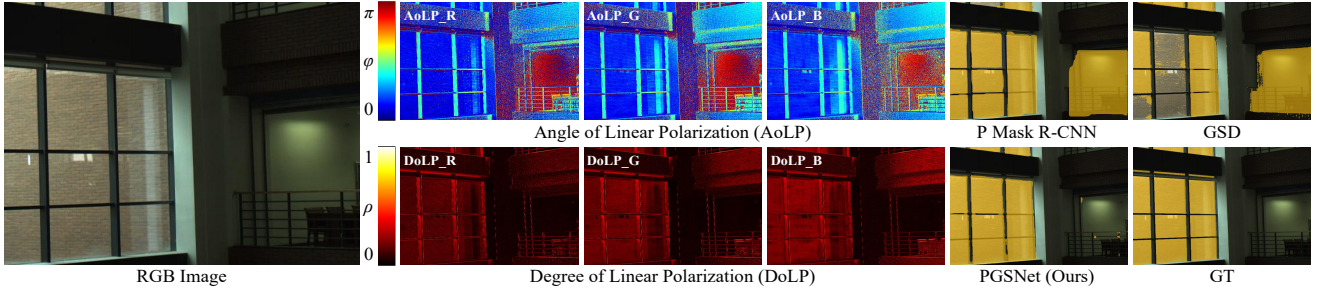 π
φ
0
AoLP_R
AoLP_G
AoLP_B
Angle of Linear Polarization (AoLP)
P Mask R-CNN
GSD
1
ρ
0
DoLP_R
DoLP_G
DoLP_B
RGB Image
Degree of Linear Polarization (DoLP)
PGSNet (Ours)
GT